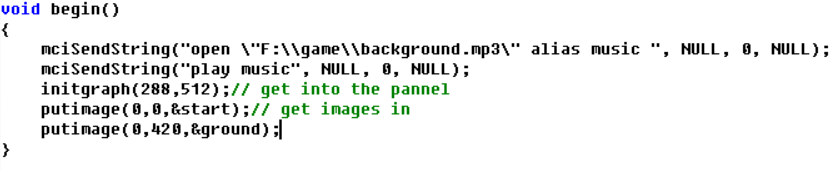 void begin()
{
    mciSendString("open \"F:\\game\\background.mp3\" alias music ", NULL, 0, NULL);
    mciSendString("play music", NULL, 0, NULL);
    initgraph(288,512);// get into the pannel
    putimage(0,0,&start);// get images in
    putimage(0,420,&ground);
}